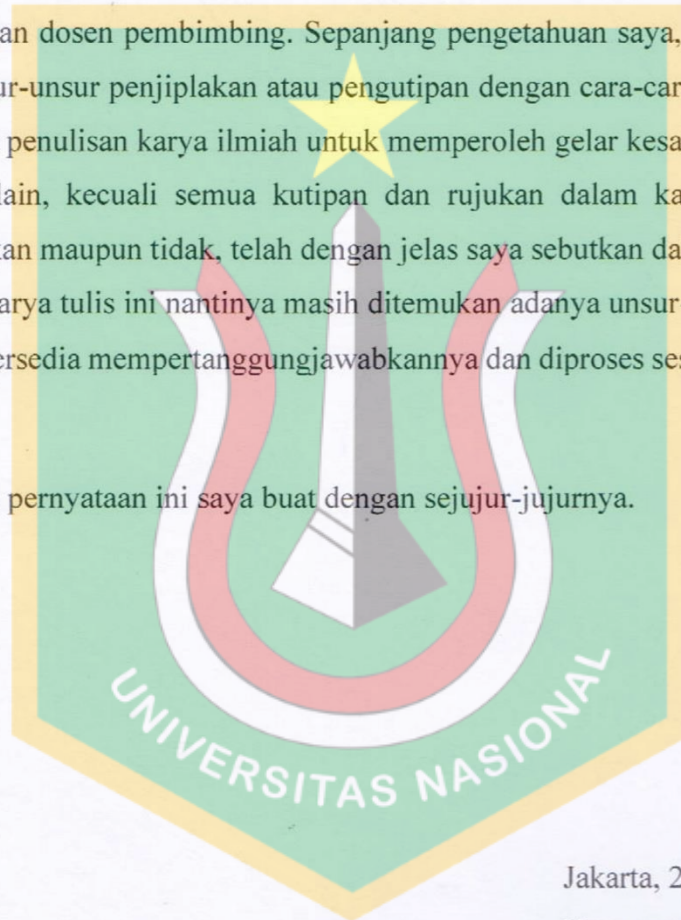 an dosen pembimbing. Sepanjang pengetahuan saya,
ur-unsur penjiplakan atau pengutipan dengan cara-car
penulisan karya ilmiah untuk memperoleh gelar kesa
lain, kecuali semua kutipan dan rujukan dalam ka
kan maupun tidak, telah dengan jelas saya sebutkan da
arya tulis ini nantinya masih ditemukan adanya unsur
ersedia mempertanggungjawabkannya dan diproses ses
pernyataan ini saya buat dengan sejujur-jujurnya.
UNIVERSITAS NASIONAL
Jakarta, 2